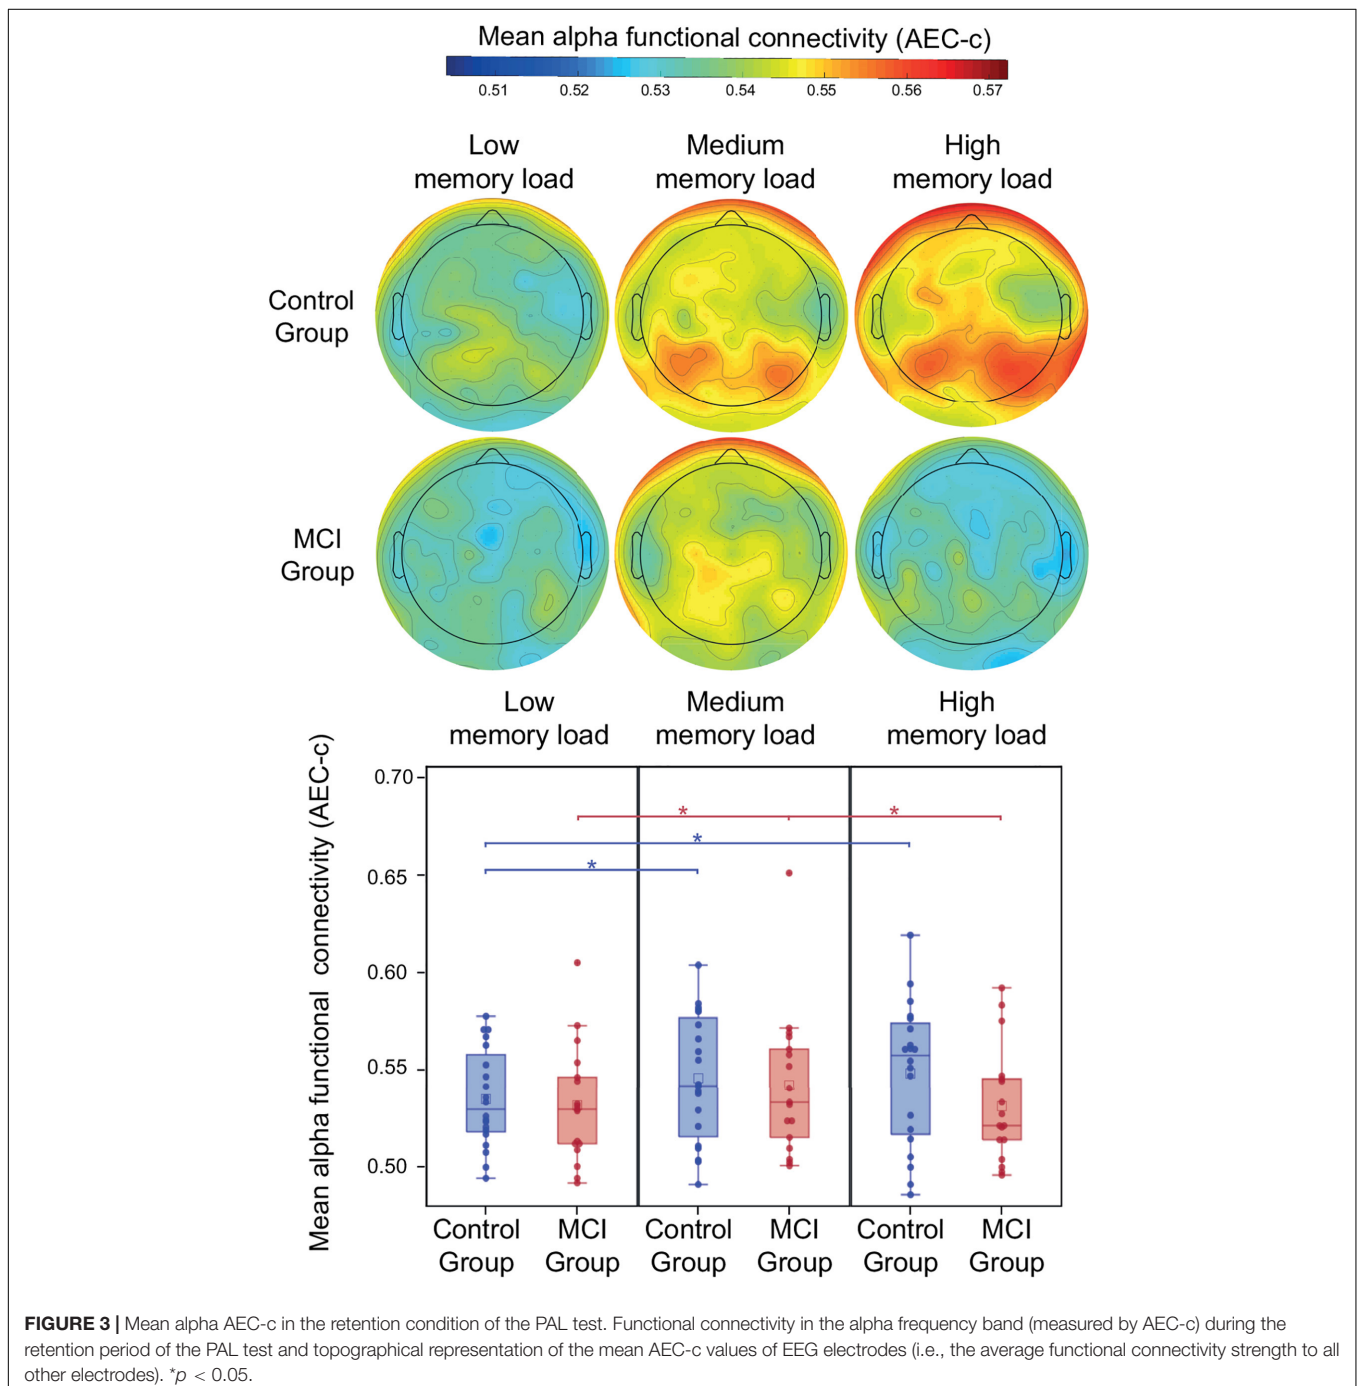 Mean alpha functional connectivity (AEC-c)
0.51 0.52 0.53 0.54 0.55 0.56 0.57
Low memory load
Medium memory load
High memory load
Control Group
MCI Group
Low memory load
Medium memory load
High memory load
Mean alpha functional connectivity (AEC-c)
0.70
0.65
0.60
0.55
0.50
* *
*
*
Control Group
MCI Group
Control Group
MCI Group
Control Group
MCI Group
FIGURE 3 | Mean alpha AEC-c in the retention condition of the PAL test. Functional connectivity in the alpha frequency band (measured by AEC-c) during the
retention period of the PAL test and topographical representation of the mean AEC-c values of EEG electrodes (i.e., the average functional connectivity strength to all
other electrodes). *p < 0.05.